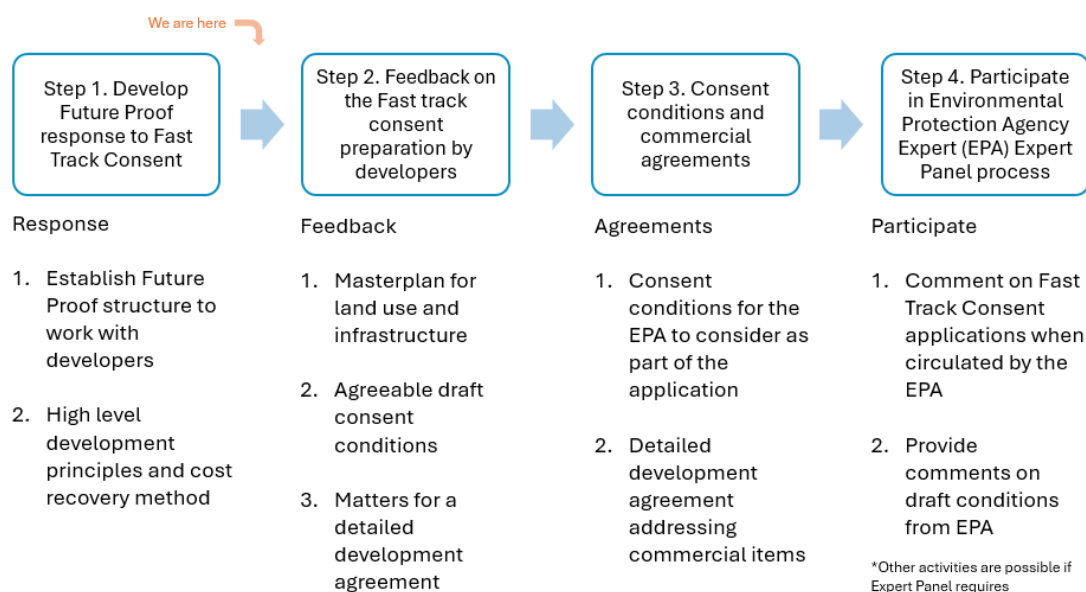 We are here
Step 1. Develop
Future Proof
response to Fast
Track Consent
Step 2. Feedback on
the Fast track
consent
preparation by
developers
Step 3. Consent
conditions and
commercial
agreements
Step 4. Participate
in Environmental
Protection Agency
Expert (EPA) Expert
Panel process
Response
1. Establish Future
Proof structure to
work with
developers
2. High level
development
principles and cost
recovery method
Feedback
1. Masterplan for
land use and
infrastructure
2. Agreeable draft
consent
conditions
3. Matters for a
detailed
development
agreement
Agreements
1. Consent
conditions for the
EPA to consider as
part of the
application
2. Detailed
development
agreement
addressing
commercial items
Participate
1. Comment on Fast
Track Consent
applications when
circulated by the
EPA
2. Provide
comments on
draft conditions
from EPA
*Other activities are possible if
Expert Panel requires